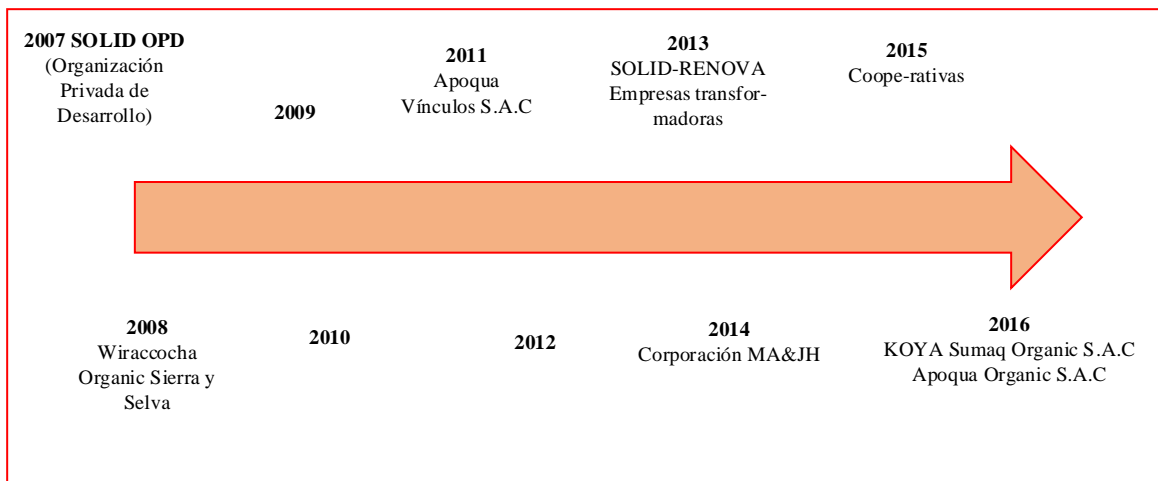 2007 SOLID OPD
(Organización
Privada de
Desarrollo)
2009
2011
Apoqua
Vínculos S.A.C
2013
SOLID-RENOVA
Empresas transfor-
madoras
2015
Coope-rativas
2008
Wiraccocha
Organic Sierra y
Selva
2010
2012
2014
Corporación MA&JH
2016
KOYA Sumaq Organic S.A.C
Apoqua Organic S.A.C